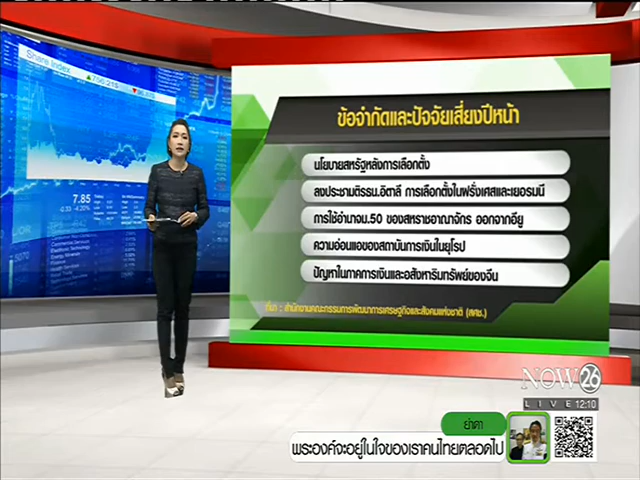 Share Index
▲756.215
7.85
-0.33 -4.20%
ข้อจำกัดและปัจจัยเสี่ยงปีหน้า
นโยบายสหรัฐหลังการเลือกตั้ง
ลงประชามติรธน.อิตาลี การเลือกตั้งในฝรั่งเศสและเยอรมนี
การใช้อำนาจม.50 ของสหราชอาณาจักร ออกจากอียู
ความอ่อนแอของสถาบันการเงินในยุโรป
ปัญหาในภาคการเงินและอสังหาริมทรัพย์ของจีน
ที่มา : สำนักงานคณะกรรมการพัฒนาการเศรษฐกิจและสังคมแห่งชาติ (สศช.)
NOW26
LIVE 12:10
ย่าดา
พระองค์จะอยู่ในใจของเราคนไทยตลอดไป